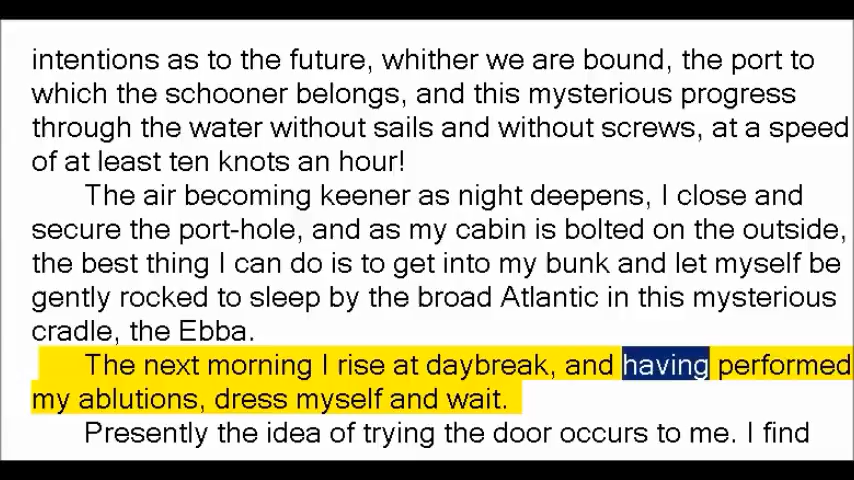 intentions as to the future, whither we are bound, the port to
which the schooner belongs, and this mysterious progress
through the water without sails and without screws, at a speed
of at least ten knots an hour!
The air becoming keener as night deepens, I close and
secure the port-hole, and as my cabin is bolted on the outside,
the best thing I can do is to get into my bunk and let myself be
gently rocked to sleep by the broad Atlantic in this mysterious
cradle, the Ebba.
The next morning I rise at daybreak, and having performed
my ablutions, dress myself and wait.
Presently the idea of trying the door occurs to me. I find